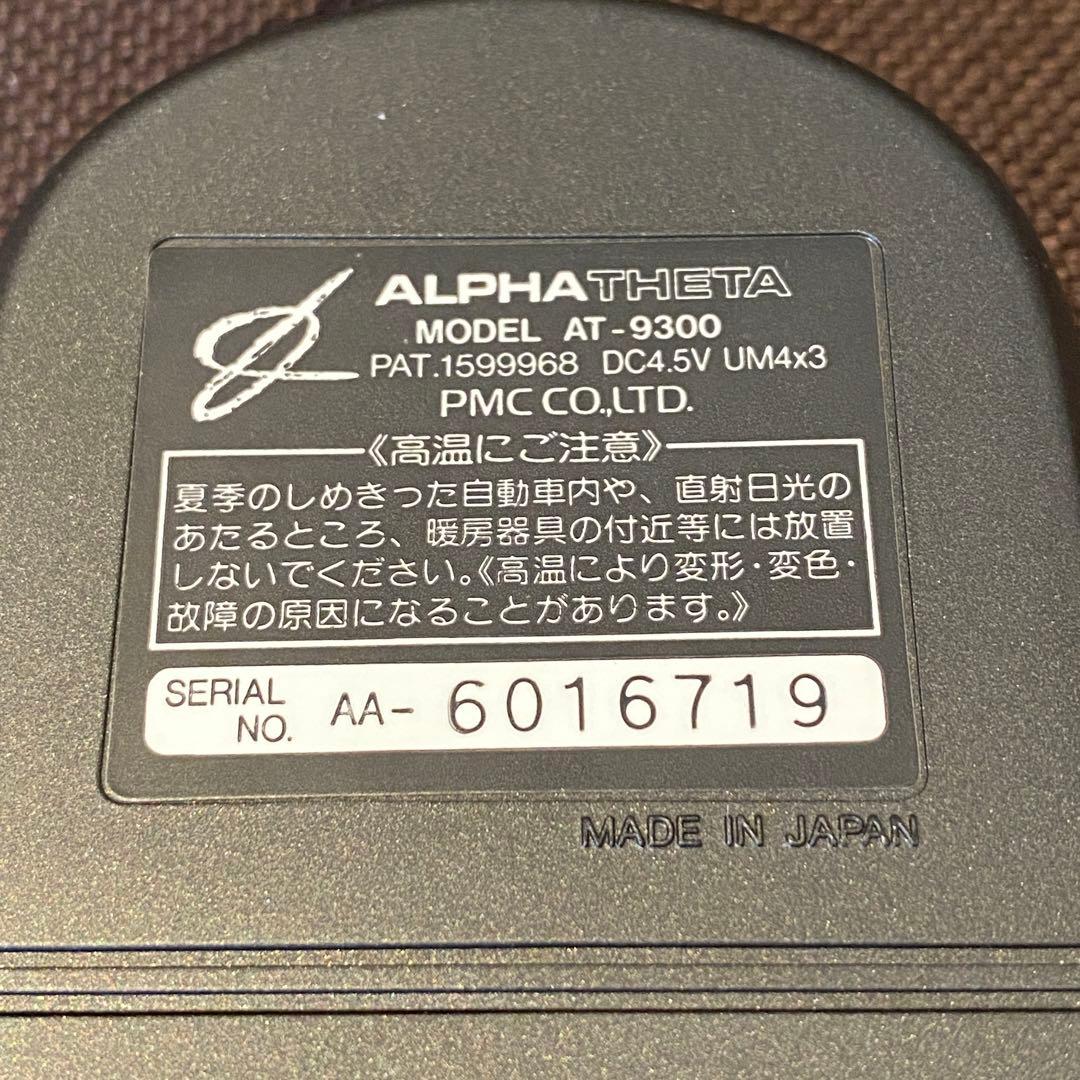 ALPHATHETA
MODEL AT-9300
PAT.1599968 DC4.5V UM4x3
PMC CO.,LTD.
《高温にご注意》
夏季のしめきった自動車内や、直射日光の
あたるところ、暖房器具の付近等には放置
しないでください。《高温により変形・変色・
故障の原因になることがあります。》
SERIAL
NO. AA- 6016719
MADE IN JAPAN